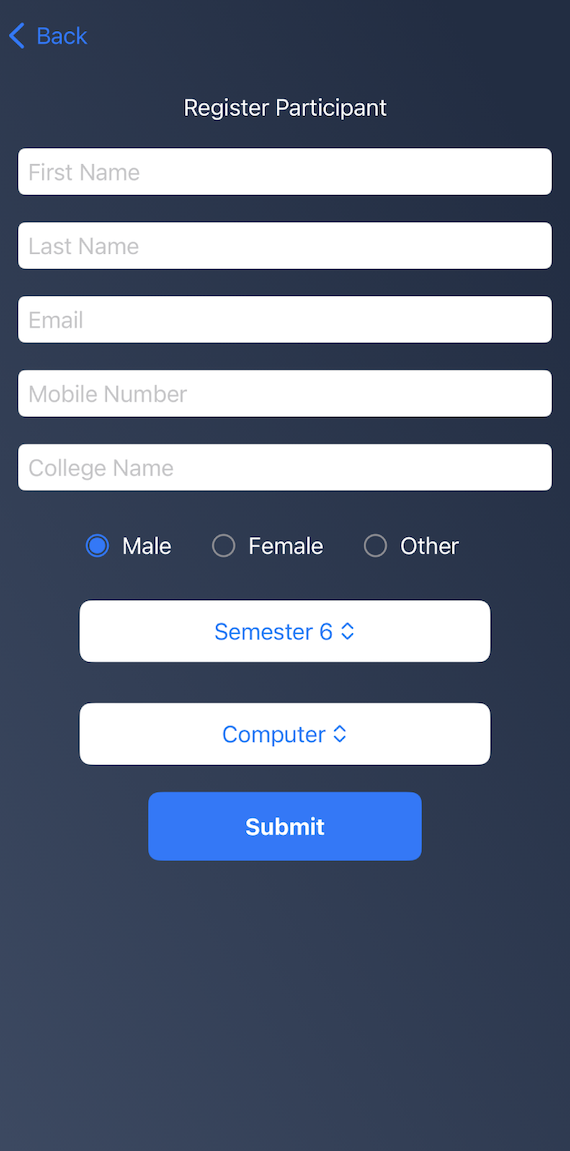 Back
Register Participant
First Name
Last Name
Email
Mobile Number
College Name
Male Female Other
Semester 6
Computer
Submit